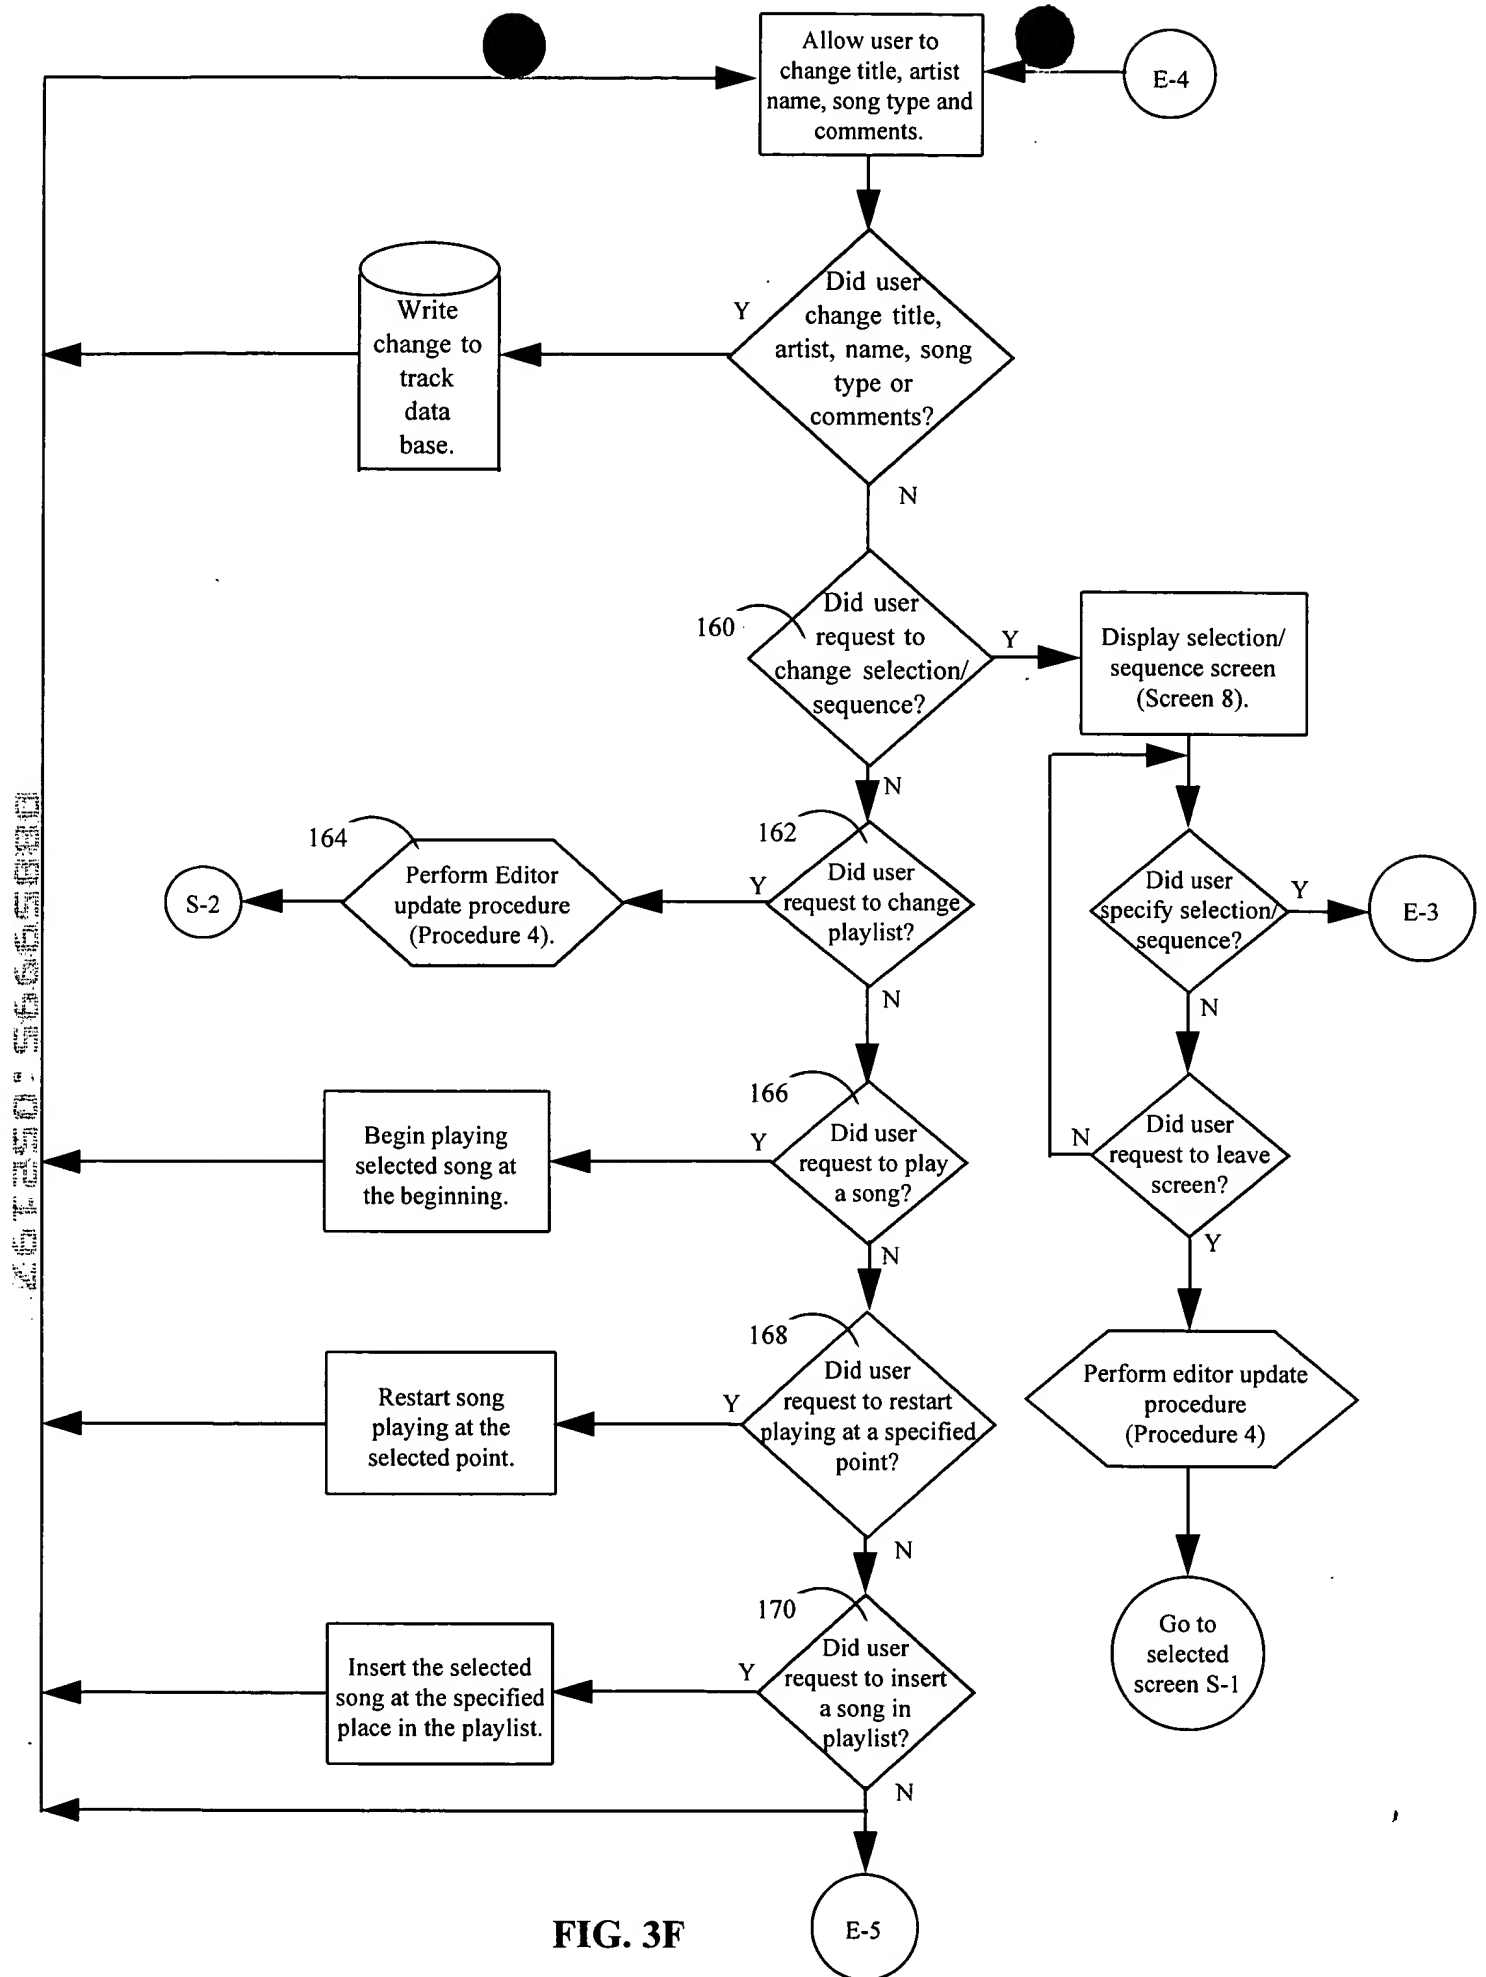 Allow user to
change title, artist
name, song type and
comments.
E-4
Did user
change title,
artist, name, song
type or
comments?
Y
N
Write
change to
track
data
base.
160
Did user
request to
change selection/
sequence?
Y
N
Display selection/
sequence screen
(Screen 8).
162
Did user
request to change
playlist?
Y
N
164
Perform Editor
update procedure
(Procedure 4).
S-2
Did user
specify selection/
sequence?
Y
N
E-3
166
Did user
request to play
a song?
Y
N
Begin playing
selected song at
the beginning.
Did user
request to leave
screen?
N
Y
168
Did user
request to restart
playing at a specified
point?
Y
N
Restart song
playing at the
selected point.
Perform editor update
procedure
(Procedure 4)
170
Did user
request to insert
a song in
playlist?
Y
N
Insert the selected
song at the specified
place in the playlist.
Go to
selected
screen S-1
E-5
FIG. 3F